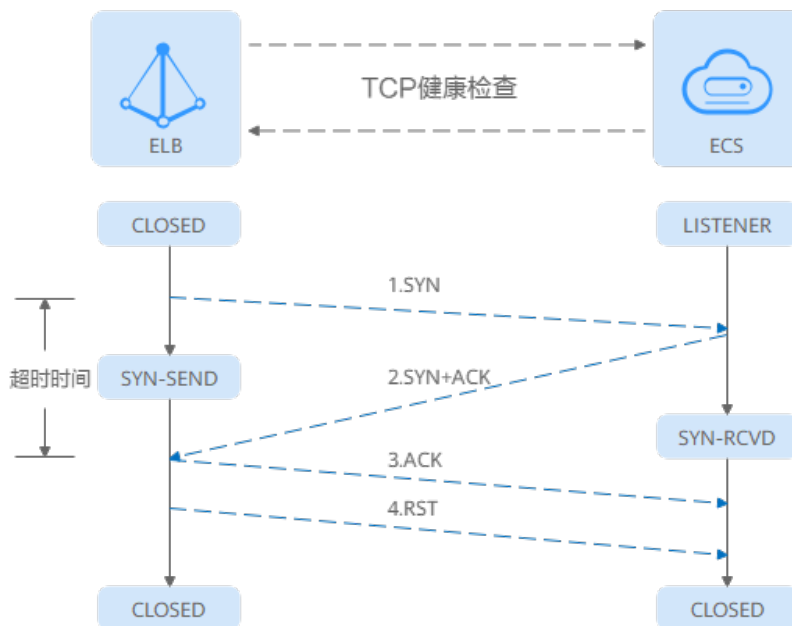 TCP健康检查
ELB
ECS
CLOSED
LISTENER
1.SYN
超时时间
SYN-SEND
2.SYN+ACK
SYN-RCVD
3.ACK
4.RST
CLOSED
CLOSED